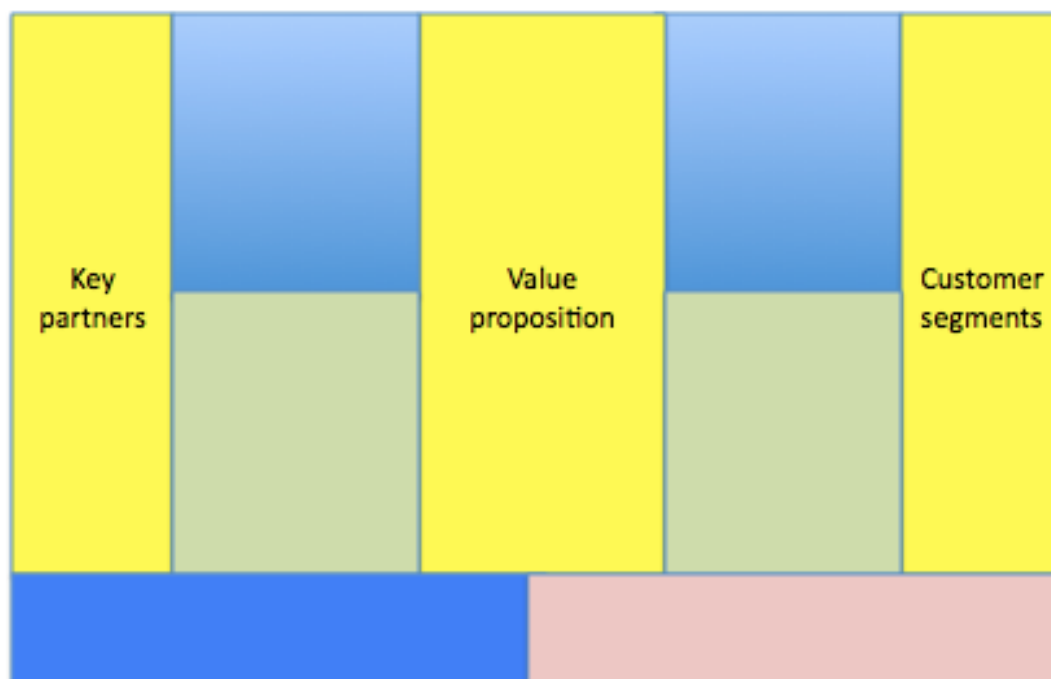 Key
partners
Value
proposition
Customer
segments